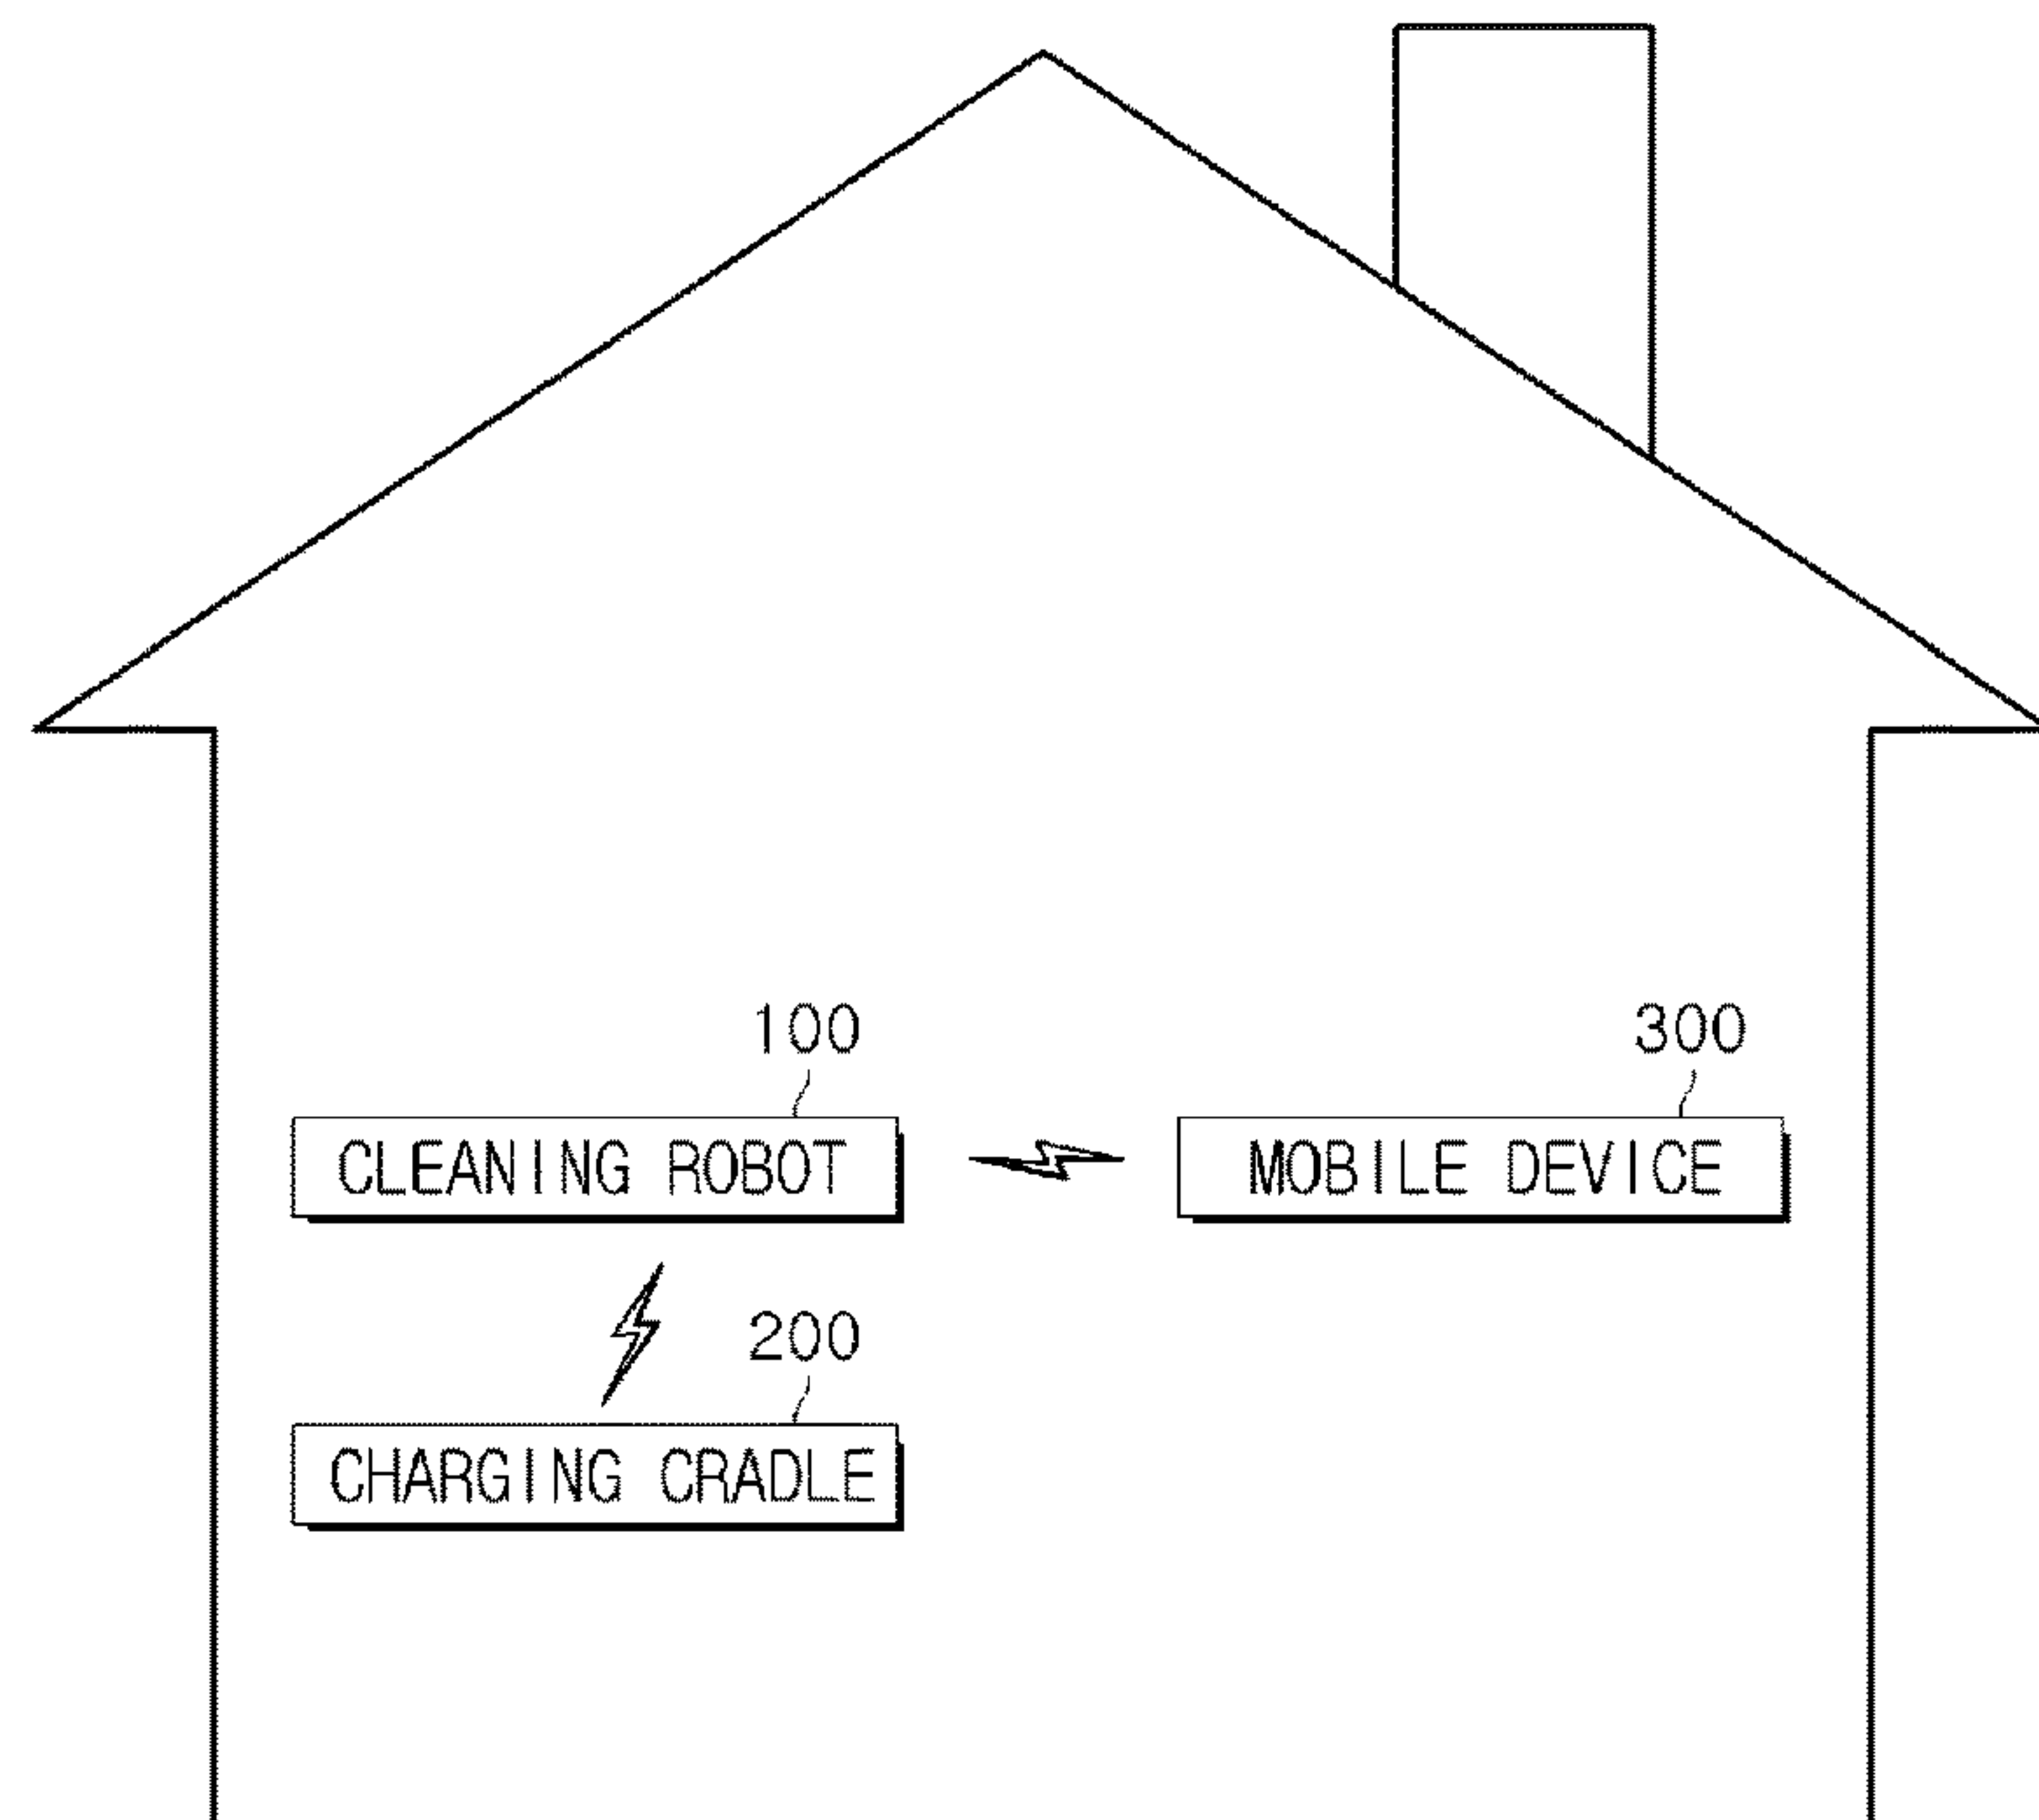 100
300
CLEANING ROBOT
MOBILE DEVICE
200
CHARGING CRADLE